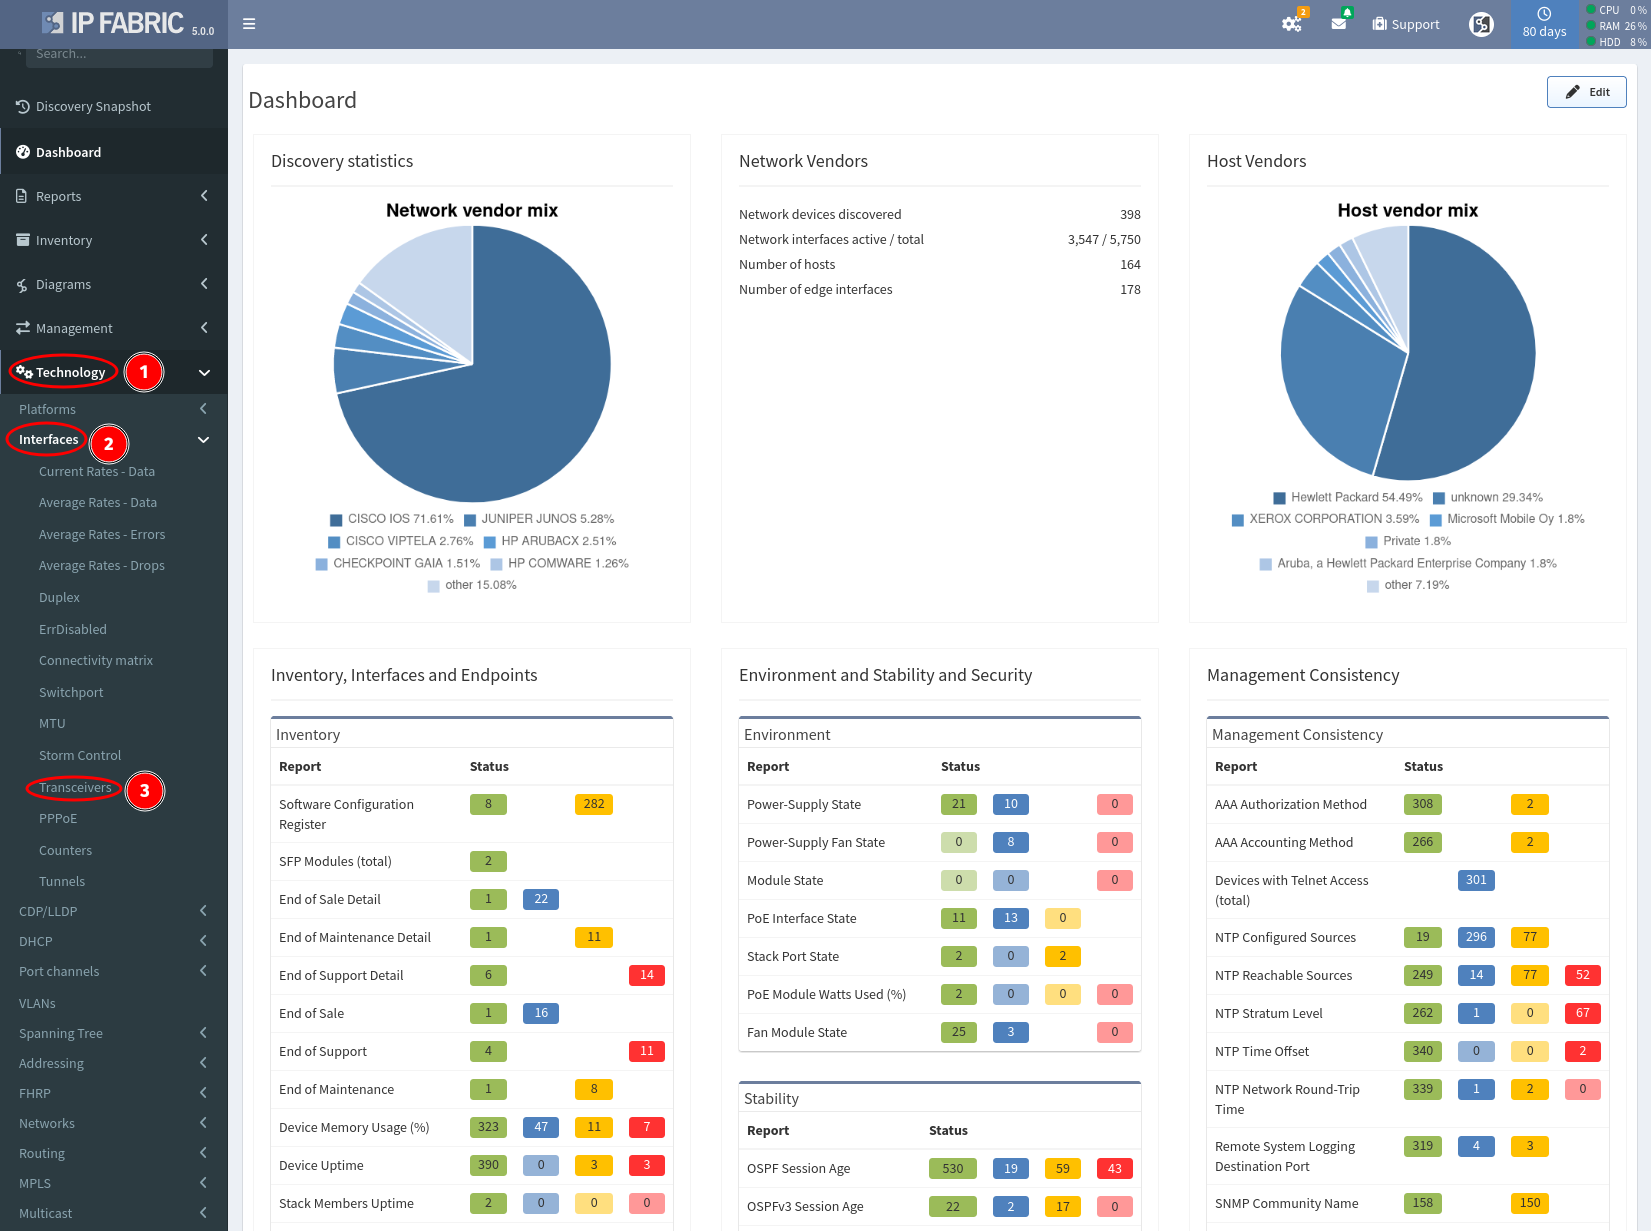 IP FABRIC 5.0.0
2
Support
80 days
CPU 0 %
RAM 26 %
HDD 8 %
Search...
Discovery Snapshot
Dashboard
Reports
Inventory
Diagrams
Management
Technology 1
Platforms
Interfaces 2
Current Rates - Data
Average Rates - Data
Average Rates - Errors
Average Rates - Drops
Duplex
ErrDisabled
Connectivity matrix
Switchport
MTU
Storm Control
Transceivers 3
PPPoE
Counters
Tunnels
CDP/LLDP
DHCP
Port channels
VLANs
Spanning Tree
Addressing
FHRP
Networks
Routing
MPLS
Multicast
Dashboard
Edit
Discovery statistics
Network vendor mix
CISCO IOS 71.61% JUNIPER JUNOS 5.28%
CISCO VIPTELA 2.76% HP ARUBACX 2.51%
CHECKPOINT GAIA 1.51% HP COMWARE 1.26%
other 15.08%
Network Vendors
Network devices discovered 398
Network interfaces active / total 3,547 / 5,750
Number of hosts 164
Number of edge interfaces 178
Host Vendors
Host vendor mix
Hewlett Packard 54.49% unknown 29.34%
XEROX CORPORATION 3.59% Microsoft Mobile Oy 1.8%
Private 1.8%
Aruba, a Hewlett Packard Enterprise Company 1.8%
other 7.19%
Inventory, Interfaces and Endpoints
Inventory
Report Status
Software Configuration 8 282
Register
SFP Modules (total) 2
End of Sale Detail 1 22
End of Maintenance Detail 1 11
End of Support Detail 6 14
End of Sale 1 16
End of Support 4 11
End of Maintenance 1 8
Device Memory Usage (%) 323 47 11 7
Device Uptime 390 0 3 3
Stack Members Uptime 2 0 0 0
Environment and Stability and Security
Environment
Report Status
Power-Supply State 21 10 0
Power-Supply Fan State 0 8 0
Module State 0 0 0
PoE Interface State 11 13 0
Stack Port State 2 0 2
PoE Module Watts Used (%) 2 0 0 0
Fan Module State 25 3 0
Stability
Report Status
OSPF Session Age 530 19 59 43
OSPFv3 Session Age 22 2 17 0
Management Consistency
Management Consistency
Report Status
AAA Authorization Method 308 2
AAA Accounting Method 266 2
Devices with Telnet Access 301
(total)
NTP Configured Sources 19 296 77
NTP Reachable Sources 249 14 77 52
NTP Stratum Level 262 1 0 67
NTP Time Offset 340 0 0 2
NTP Network Round-Trip 339 1 2 0
Time
Remote System Logging 319 4 3
Destination Port
SNMP Community Name 158 150